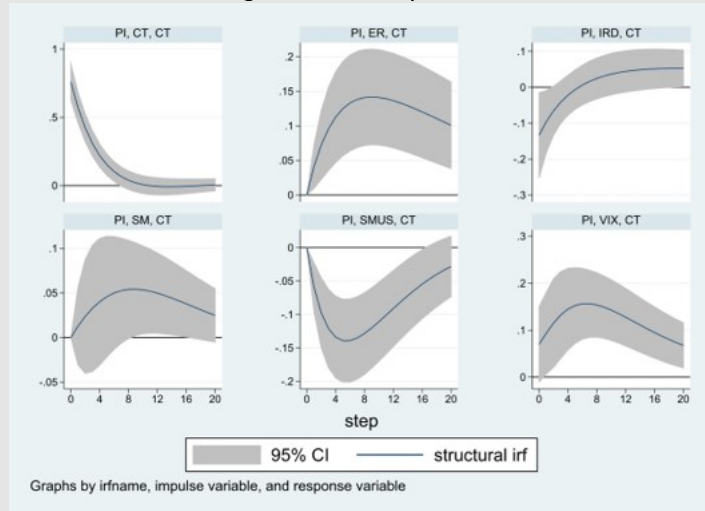 PI, CT, CT
PI, ER, CT
PI, IRD, CT
1
.5
0
.2
.15
.1
.05
0
.1
0
-.1
-.2
-.3
PI, SM, CT
PI, SMUS, CT
PI, VIX, CT
.1
.05
0
-.05
0
-.05
-.1
-.15
-.2
.3
.2
.1
0
0 4 8 12 16 20
0 4 8 12 16 20
0 4 8 12 16 20
step
95% CI structural irf
Graphs by irfname, impulse variable, and response variable